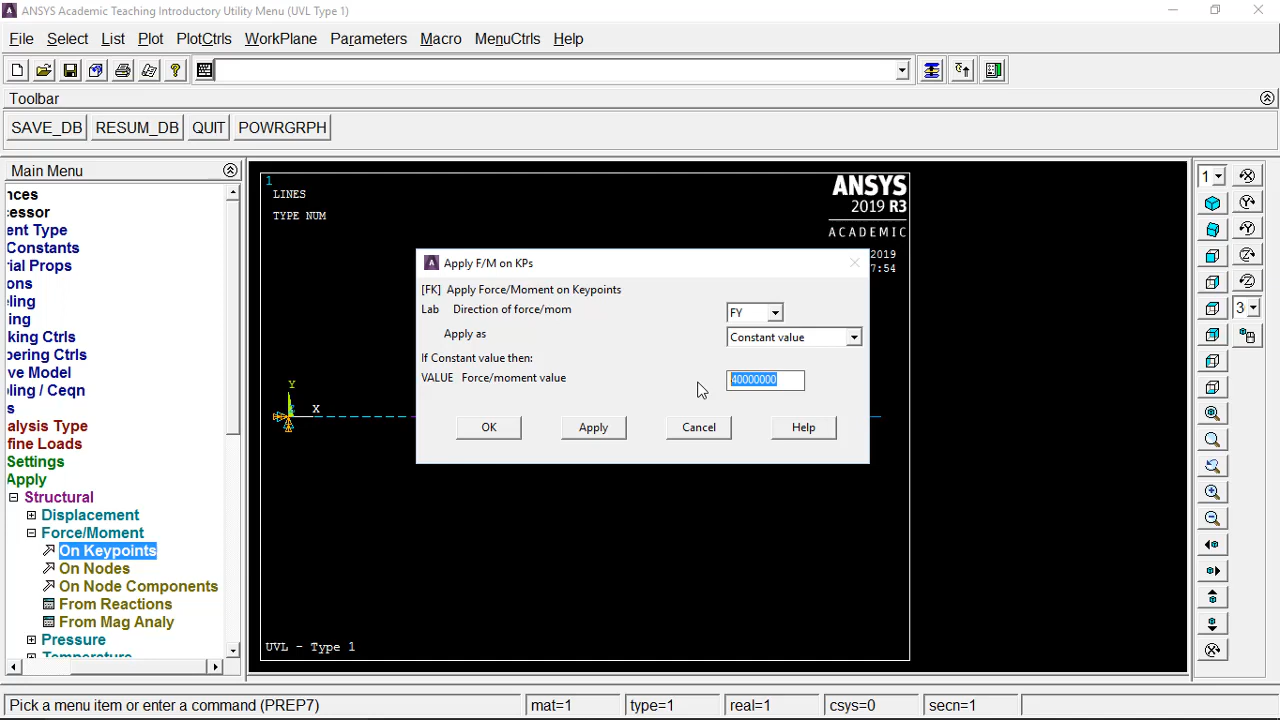 ANSYS Academic Teaching Introductory Utility Menu (UVL Type 1)
File Select List Plot PlotCtrls WorkPlane Parameters Macro MenuCtrls Help
Toolbar
SAVE_DB RESUM_DB QUIT POWRGRPH
Main Menu
nces
cessor
ent Type
Constants
rial Props
ons
eling
ing
king Ctrls
bering Ctrls
ve Model
pling / Ceqn
s
alysis Type
fine Loads
Settings
Apply
Structural
Displacement
Force/Moment
On Keypoints
On Nodes
On Node Components
From Reactions
From Mag Analy
Pressure
Temperature
1
LINES
TYPE NUM
ANSYS
2019 R3
ACADEMIC
2019
7:54
Y
X
UVL - Type 1
Apply F/M on KPs
[FK] Apply Force/Moment on Keypoints
Lab Direction of force/mom FY
Apply as Constant value
If Constant value then:
VALUE Force/moment value 40000000
OK Apply Cancel Help
1
3
Pick a menu item or enter a command (PREP7) mat=1 type=1 real=1 csys=0 secn=1